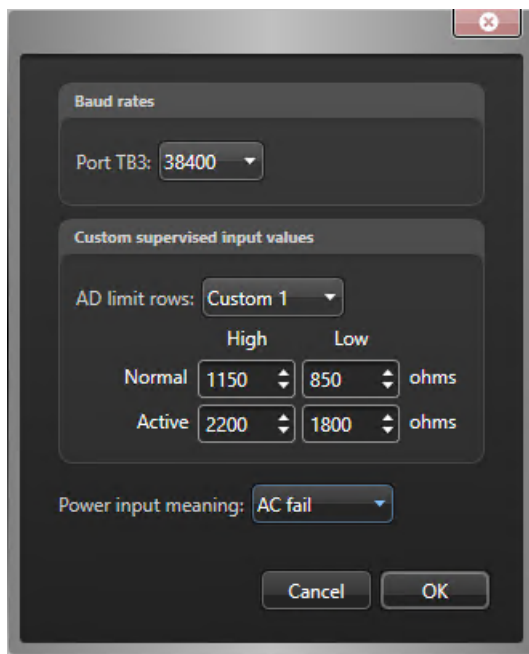 Baud rates
Port TB3: 38400
Custom supervised input values
AD limit rows: Custom 1
High Low
Normal 1150 850 ohms
Active 2200 1800 ohms
Power input meaning: AC fail
Cancel OK